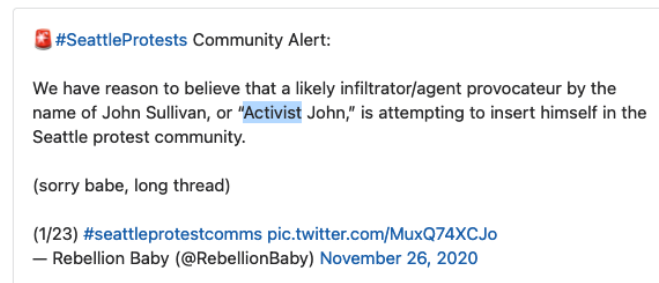 🚨#SeattleProtests Community Alert:
We have reason to believe that a likely infiltrator/agent provocateur by the
name of John Sullivan, or “Activist John,” is attempting to insert himself in the
Seattle protest community.
(sorry babe, long thread)
(1/23) #seattleprotestcomms pic.twitter.com/MuxQ74XCJo
— Rebellion Baby (@RebellionBaby) November 26, 2020